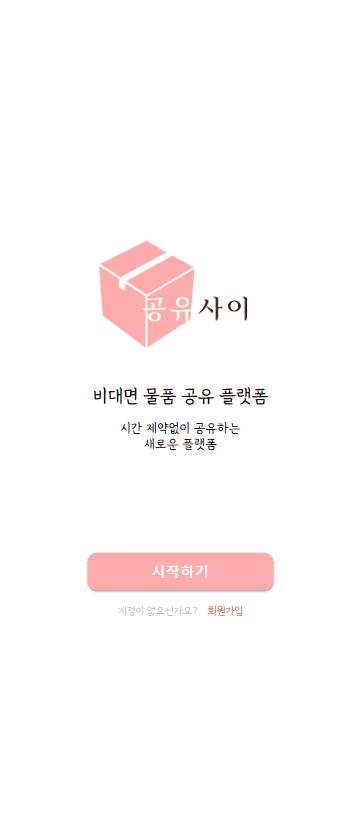 공유사이
비대면 물품 공유 플랫폼
시간 제약없이 공유하는
새로운 플랫폼
시작하기
계정이 없으신가요? 회원가입